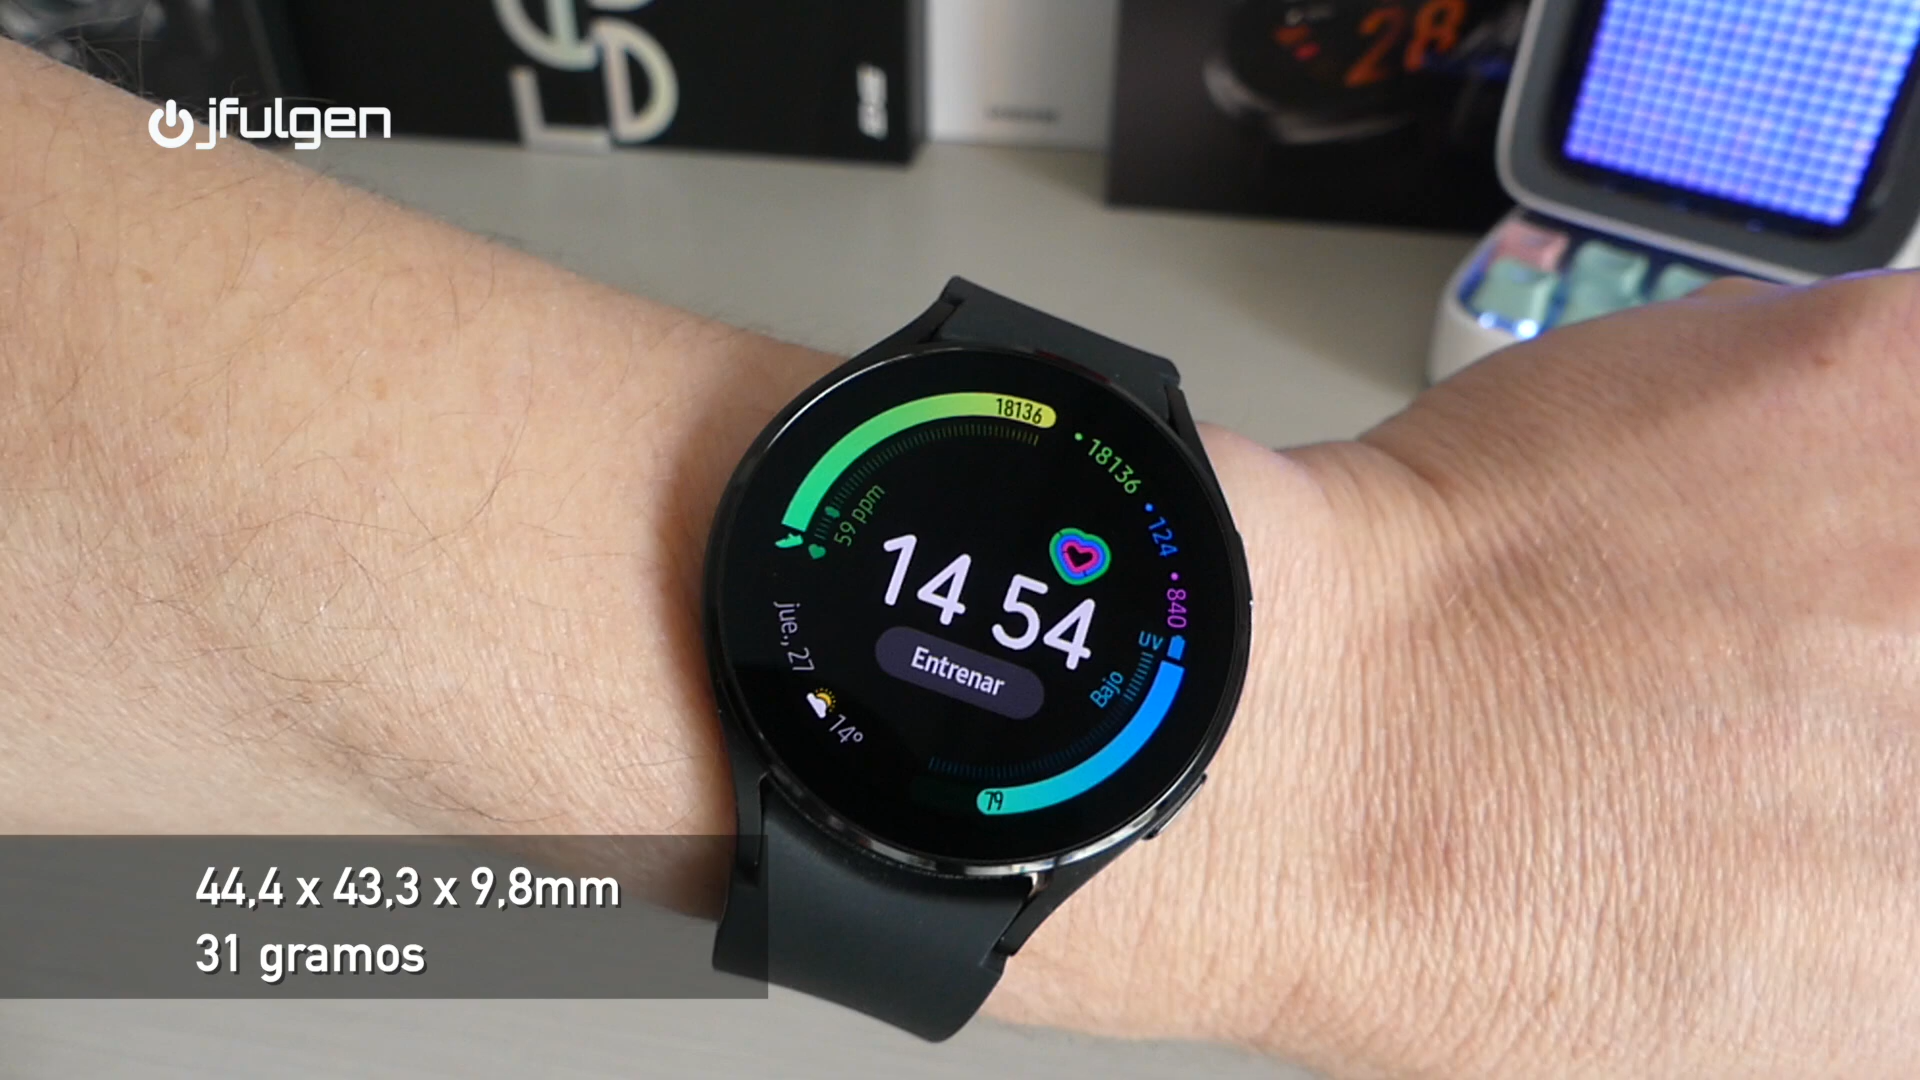 jfulgen
28
18136
18136
124
840
59 ppm
14 54
Entrenar
jue., 27
14°
UV
Bajo
79
44,4 x 43,3 x 9,8mm
31 gramos